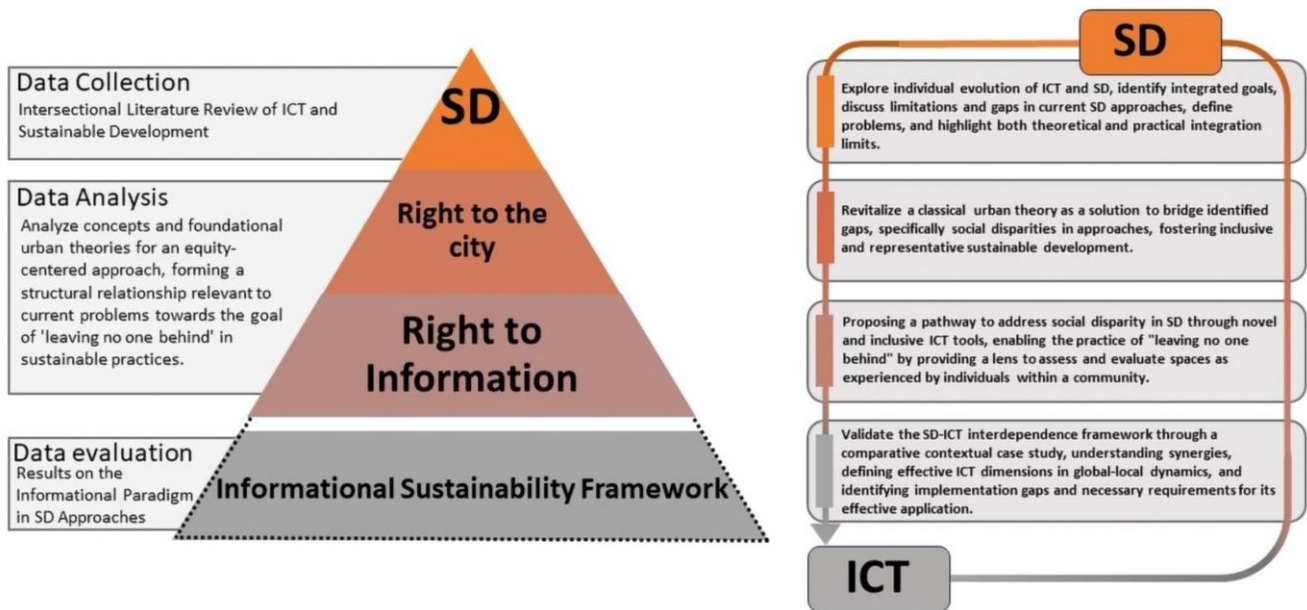 Data Collection
Intersectional Literature Review of ICT and
Sustainable Development
Data Analysis
Analyze concepts and foundational
urban theories for an equity-
centered approach, forming a
structural relationship relevant to
current problems towards the goal
of 'leaving no one behind' in
sustainable practices.
Data evaluation
Results on the
Informational Paradigm
in SD Approaches
SD
Right to the
city
Right to
Information
Informational Sustainability Framework
SD
Explore individual evolution of ICT and SD, identify integrated goals,
discuss limitations and gaps in current SD approaches, define
problems, and highlight both theoretical and practical integration
limits.
Revitalize a classical urban theory as a solution to bridge identified
gaps, specifically social disparities in approaches, fostering inclusive
and representative sustainable development.
Proposing a pathway to address social disparity in SD through novel
and inclusive ICT tools, enabling the practice of "leaving no one
behind" by providing a lens to assess and evaluate spaces as
experienced by individuals within a community.
Validate the SD-ICT interdependence framework through a
comparative contextual case study, understanding synergies,
defining effective ICT dimensions in global-local dynamics, and
identifying implementation gaps and necessary requirements for its
effective application.
ICT